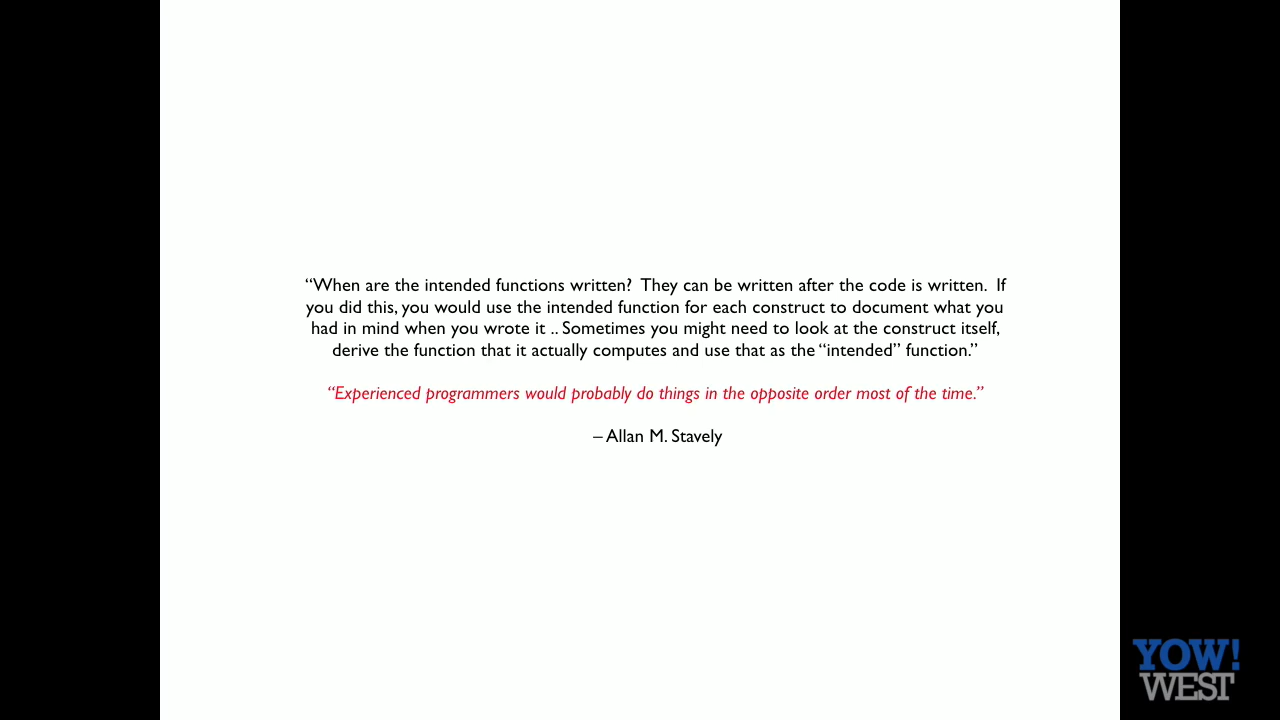 “When are the intended functions written?  They can be written after the code is written.  If
you did this, you would use the intended function for each construct to document what you
had in mind when you wrote it .. Sometimes you might need to look at the construct itself,
derive the function that it actually computes and use that as the “intended” function.”
“Experienced programmers would probably do things in the opposite order most of the time.”
– Allan M. Stavely
YOW!
WEST